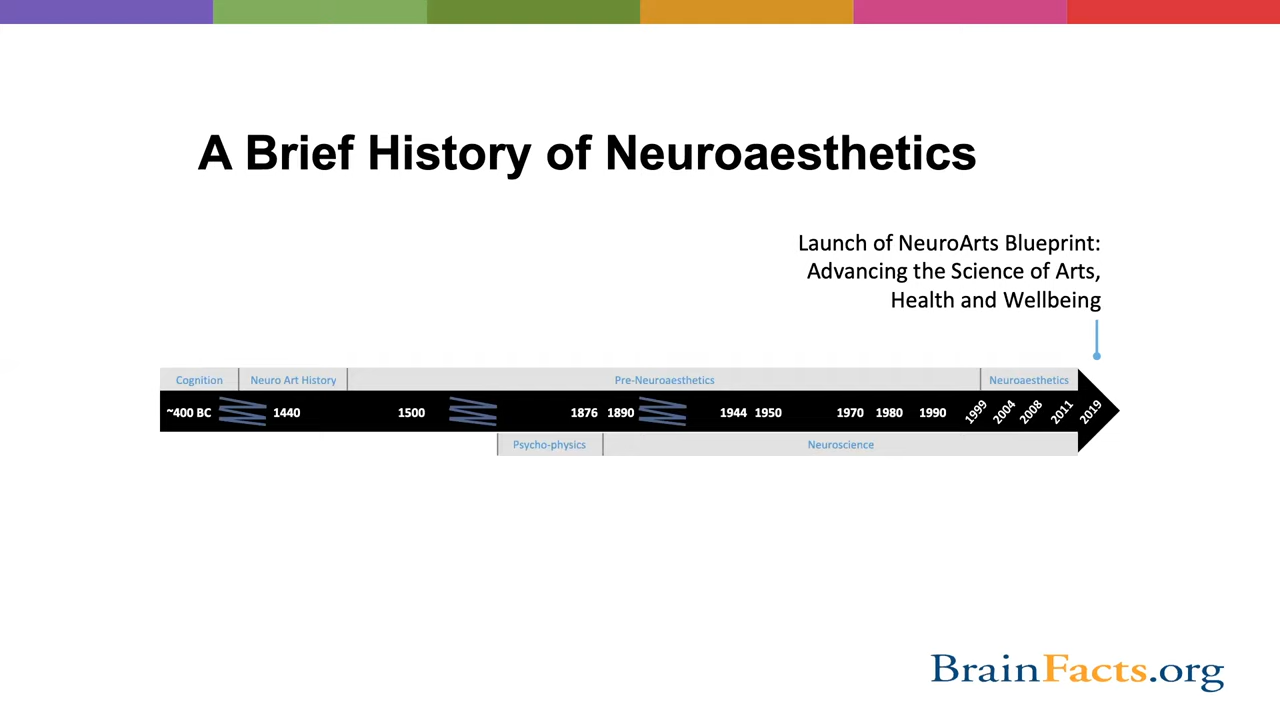 A Brief History of Neuroaesthetics
Launch of NeuroArts Blueprint:
Advancing the Science of Arts,
Health and Wellbeing
Cognition Neuro Art History Pre-Neuroaesthetics Neuroaesthetics
~400 BC 1440 1500 1876 1890 1944 1950 1970 1980 1990 1999 2004 2008 2011 2019
Psycho-physics Neuroscience
BrainFacts.org